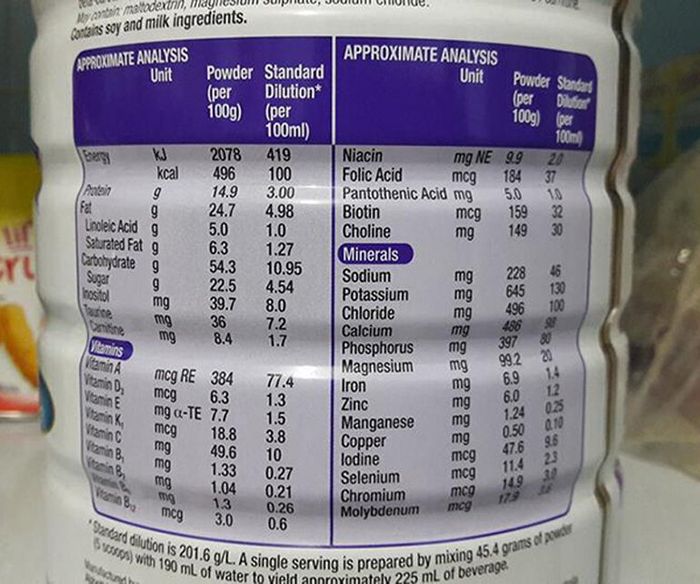 May contain: maltodextrin, magnesium sulphate, sodium chloride.
Contains soy and milk ingredients.
APPROXIMATE ANALYSIS
Unit Powder (per 100g) Standard Dilution* (per 100ml)
Energy kJ 2078 419
kcal 496 100
Protein g 14.9 3.00
Fat g 24.7 4.98
Linoleic Acid g 5.0 1.0
Saturated Fat g 6.3 1.27
Carbohydrate g 54.3 10.95
Sugar g 22.5 4.54
Inositol mg 39.7 8.0
Taurine mg 36 7.2
Carnitine mg 8.4 1.7
Vitamins
Vitamin A mcg RE 384 77.4
Vitamin D₃ mcg 6.3 1.3
Vitamin E mg α-TE 7.7 1.5
Vitamin K₁ mcg 18.8 3.8
Vitamin C mg 49.6 10
Vitamin B₁ mg 1.33 0.27
Vitamin B₂ mg 1.04 0.21
Vitamin mg 1.3 0.26
Vitamin B₁₂ mcg 3.0 0.6
APPROXIMATE ANALYSIS
Unit Powder (per 100g) Standard Dilution* (per 100ml)
Niacin mg NE 9.9 2.0
Folic Acid mcg 184 37
Pantothenic Acid mg 5.0 1.0
Biotin mcg 159 32
Choline mg 149 30
Minerals
Sodium mg 228 46
Potassium mg 645 130
Chloride mg 496 100
Calcium mg 486 98
Phosphorus mg 397 80
Magnesium mg 99.2 20
Iron mg 6.9 1.4
Zinc mg 6.0 1.2
Manganese mg 1.24 0.25
Copper mg 0.50 0.10
Iodine mcg 47.6 9.6
Selenium mcg 11.4 2.3
Chromium mcg 14.9 3.0
Molybdenum mcg 17.9 3.6
*Standard dilution is 201.6 g/L. A single serving is prepared by mixing 45.4 grams of powder
(5 scoops) with 190 mL of water to yield approximately 225 mL of beverage.
Manufactured